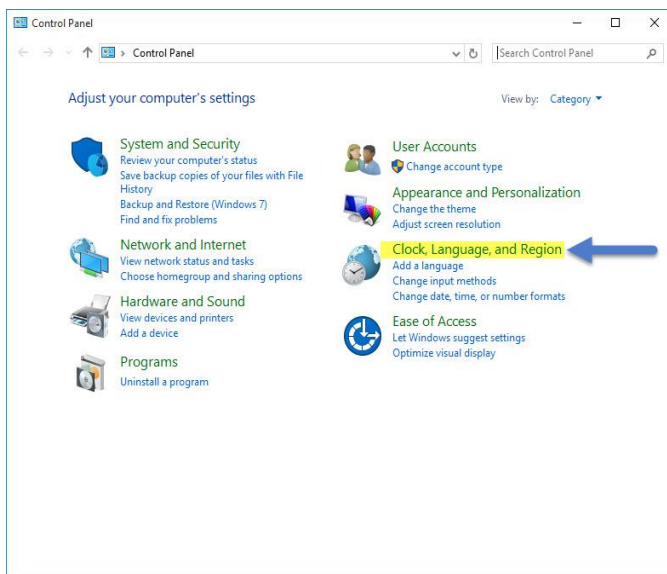 Control Panel
Control Panel
Search Control Panel
Adjust your computer's settings
View by: Category
System and Security
Review your computer's status
Save backup copies of your files with File
History
Backup and Restore (Windows 7)
Find and fix problems
Network and Internet
View network status and tasks
Choose homegroup and sharing options
Hardware and Sound
View devices and printers
Add a device
Programs
Uninstall a program
User Accounts
Change account type
Appearance and Personalization
Change the theme
Adjust screen resolution
Clock, Language, and Region
Add a language
Change input methods
Change date, time, or number formats
Ease of Access
Let Windows suggest settings
Optimize visual display